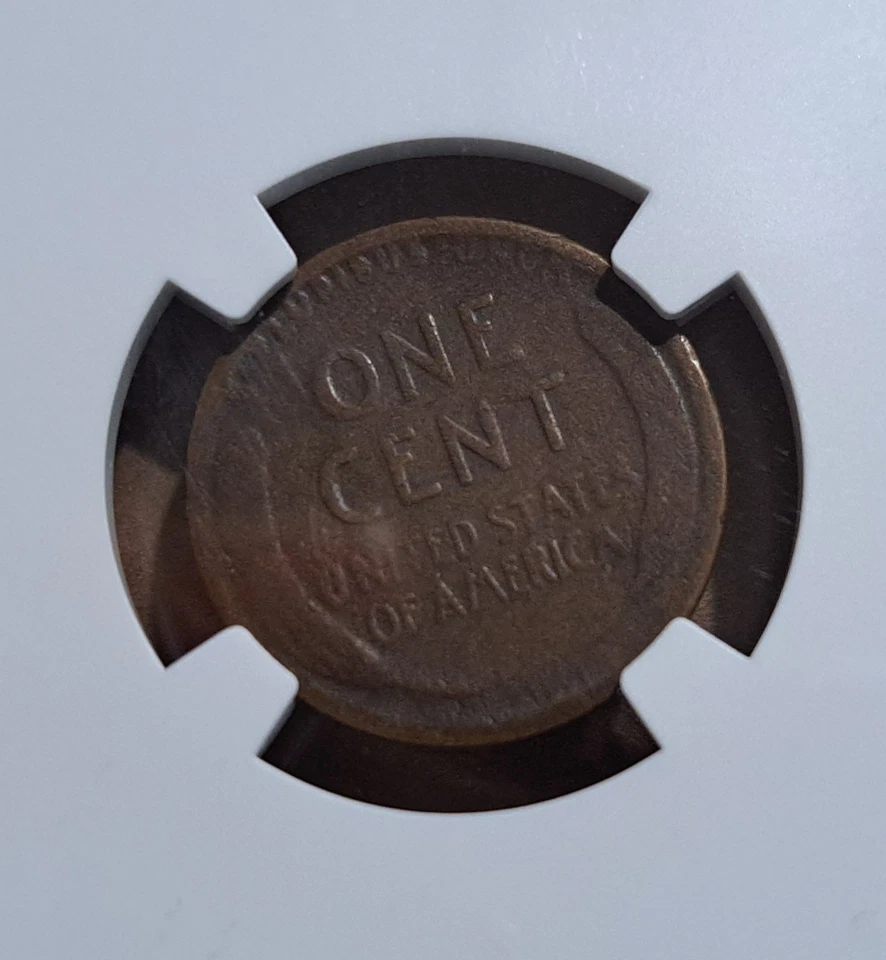 ONE
CENT
UNITED STATES
OF AMERICA